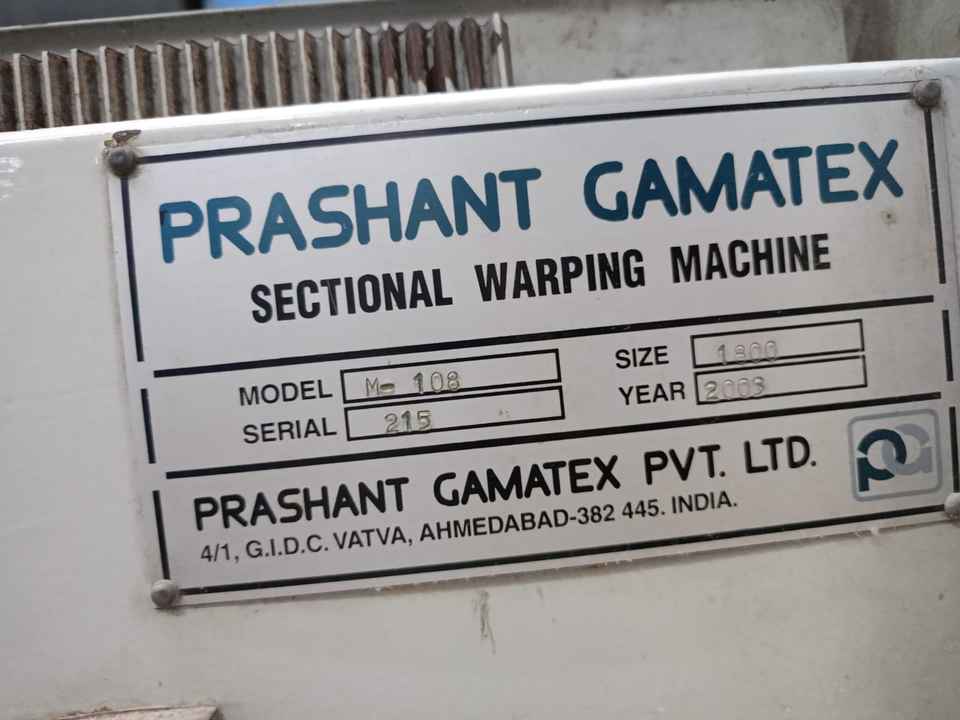 PRASHANT GAMATEX
SECTIONAL WARPING MACHINE
MODEL M- 108
SIZE 1800
SERIAL 215
YEAR 2003
PRASHANT GAMATEX PVT. LTD.
4/1, G.I.D.C. VATVA, AHMEDABAD-382 445. INDIA.